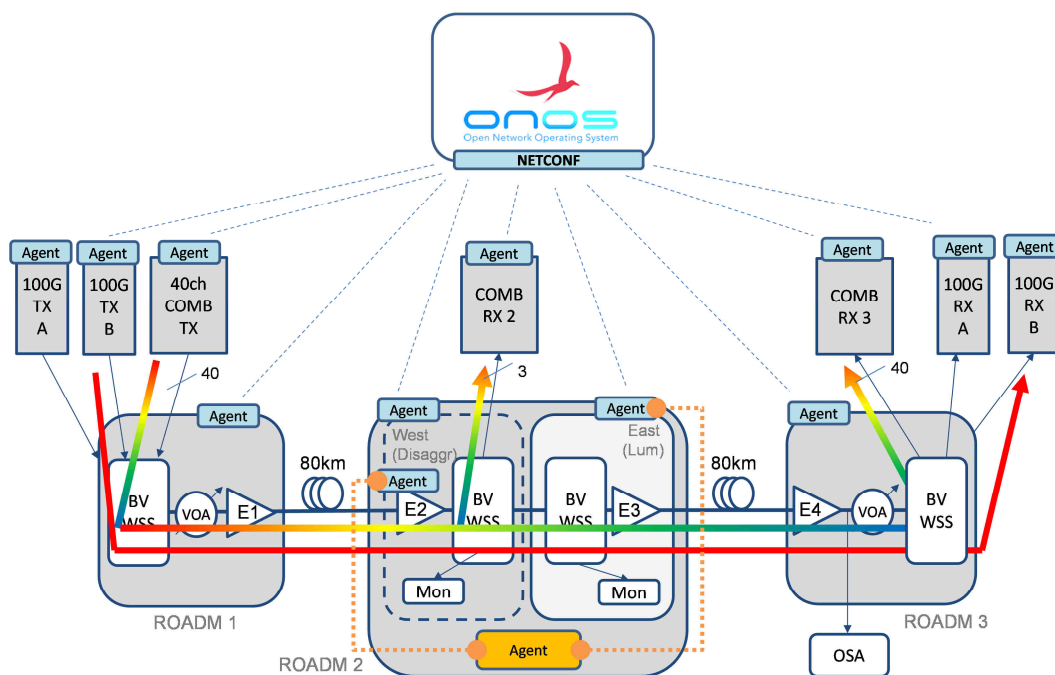 onos
Open Network Operating System
NETCONF
Agent
Agent
Agent
Agent
Agent
Agent
Agent
100G
TX
A
100G
TX
B
40ch
COMB
TX
COMB
RX 2
COMB
RX 3
100G
RX
A
100G
RX
B
40
3
40
Agent
Agent
Agent
Agent
West
(Disaggr)
East
(Lum)
Agent
80km
80km
BV
WSS
VOA
E1
E2
BV
WSS
BV
WSS
E3
E4
VOA
BV
WSS
Mon
Mon
ROADM 1
ROADM 2
ROADM 3
Agent
OSA